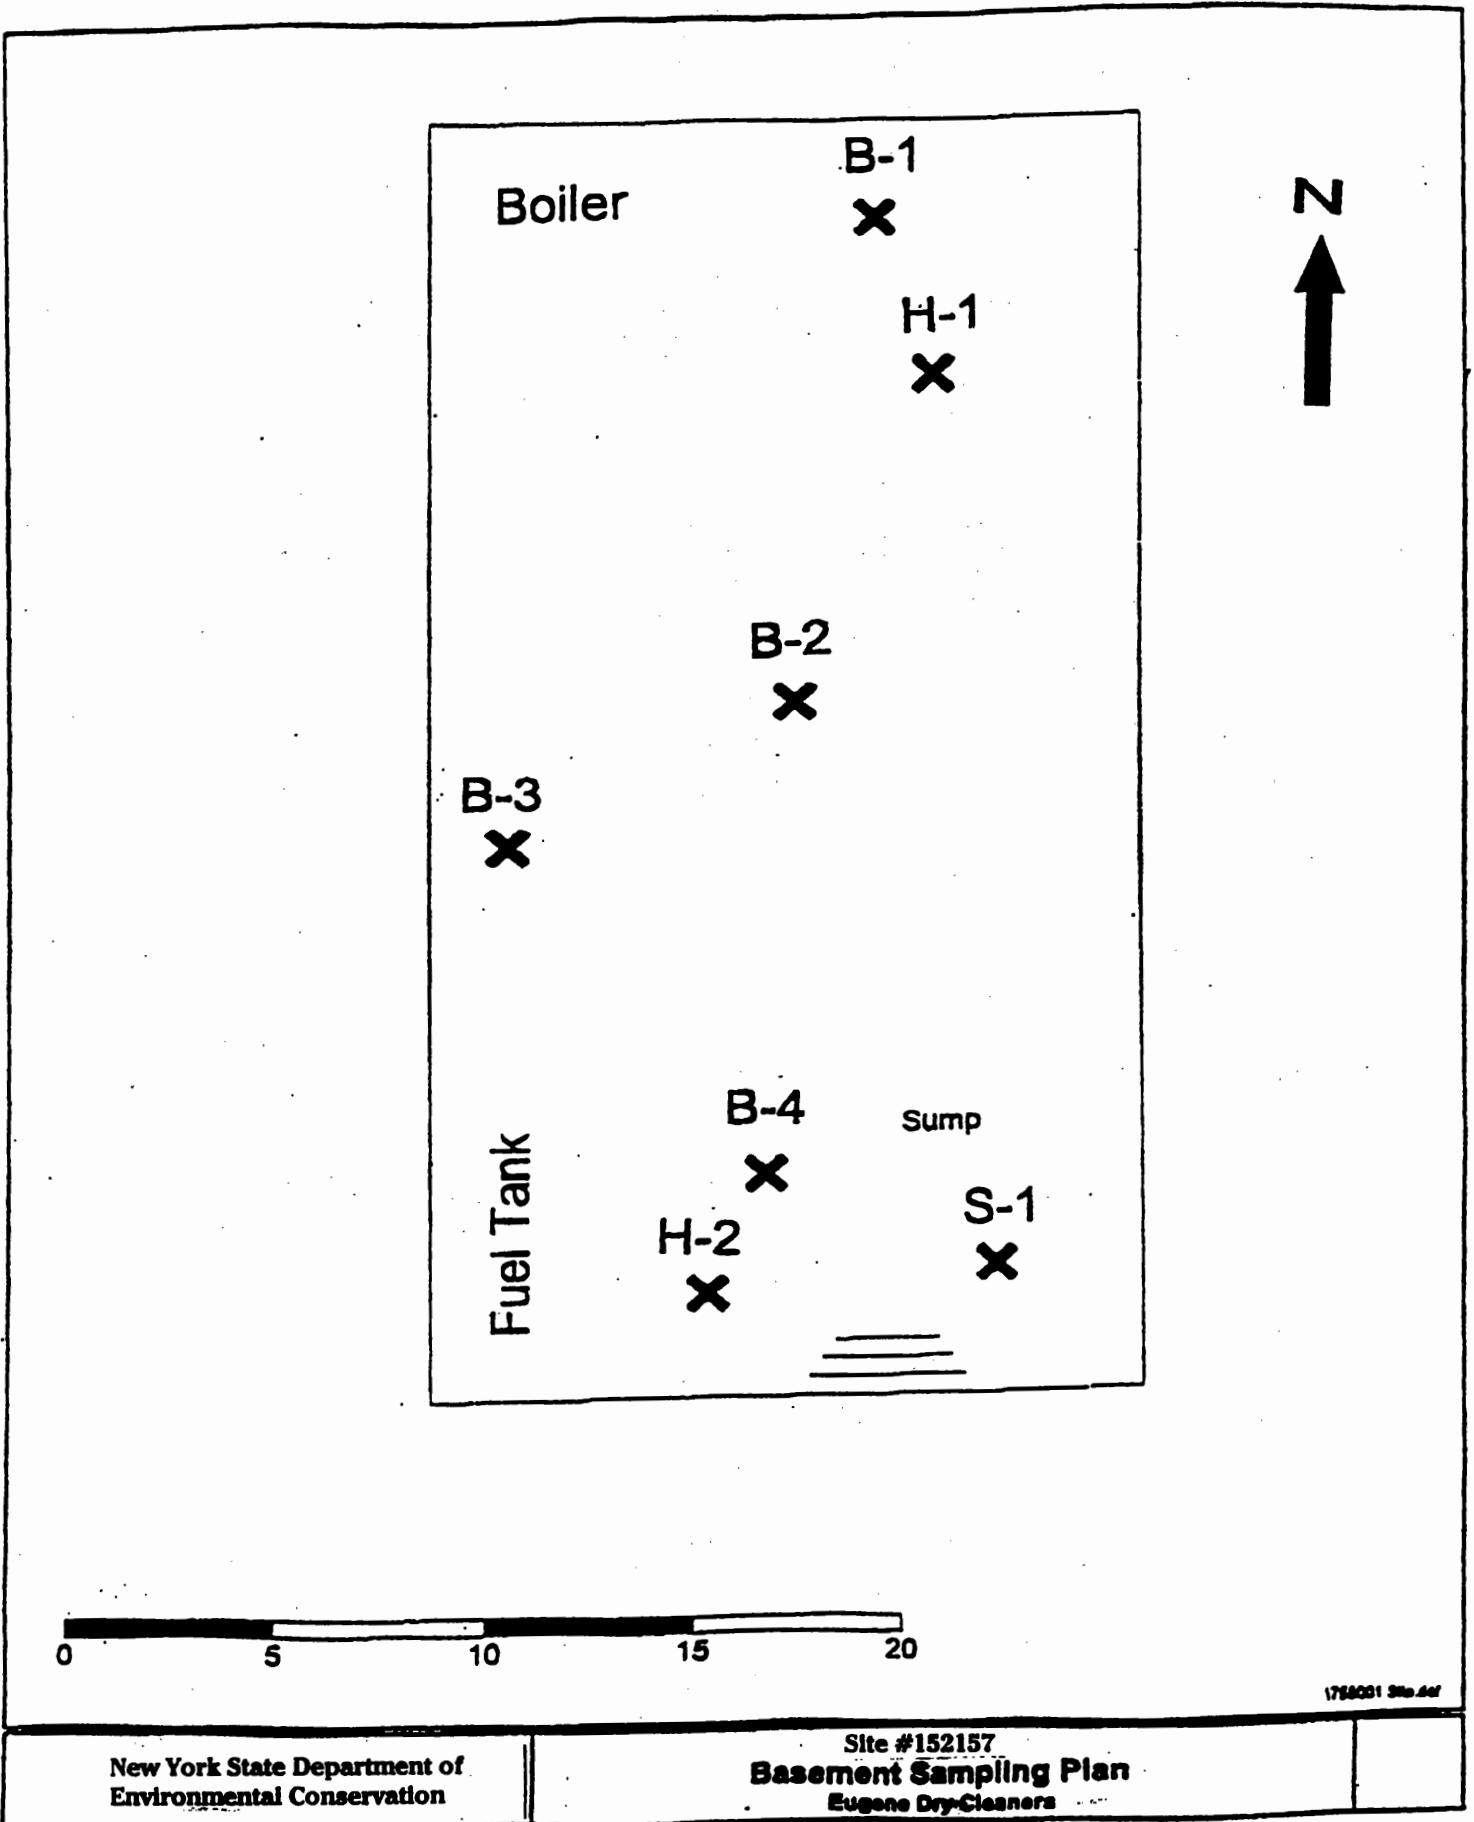 B-1
Boiler
N
H-1
B-2
B-3
B-4
Sump
Fuel Tank
S-1
H-2
0 5 10 15 20
New York State Department of
Environmental Conservation
Site #152157
Basement Sampling Plan
Eugene Dry Cleaners